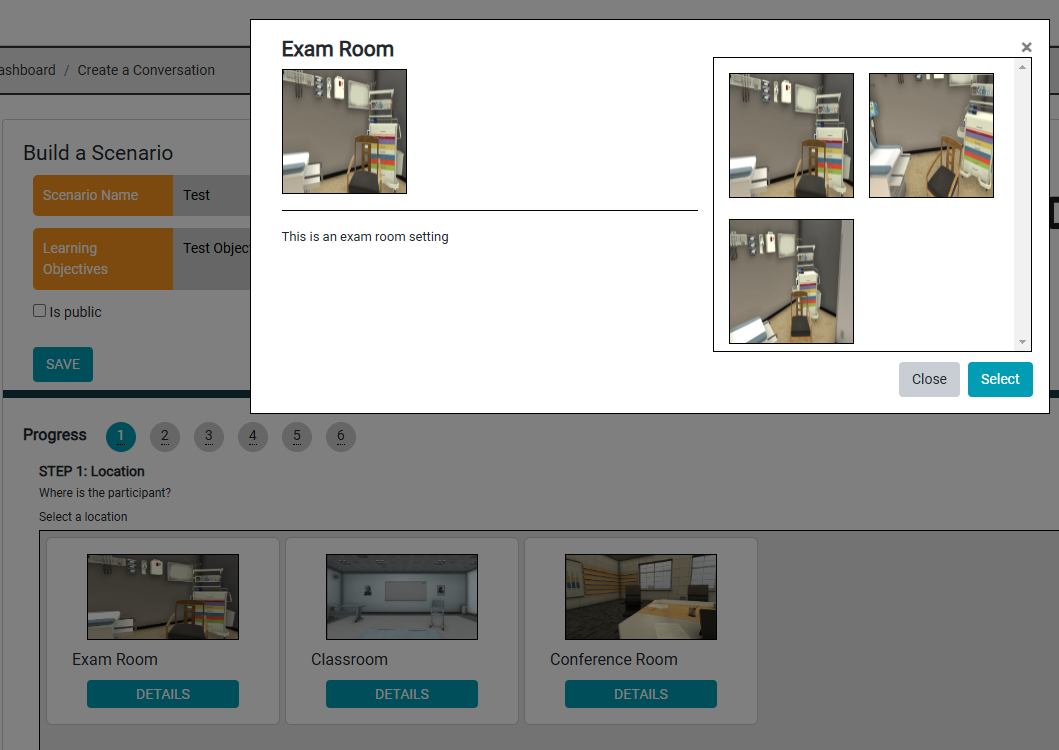 Exam Room
×
ashboard / Create a Conversation
Build a Scenario
Scenario Name
Test
Learning
Objectives
Test Objec
Is public
SAVE
This is an exam room setting
Close
Select
Progress
1
2
3
4
5
6
STEP 1: Location
Where is the participant?
Select a location
Exam Room
DETAILS
Classroom
DETAILS
Conference Room
DETAILS